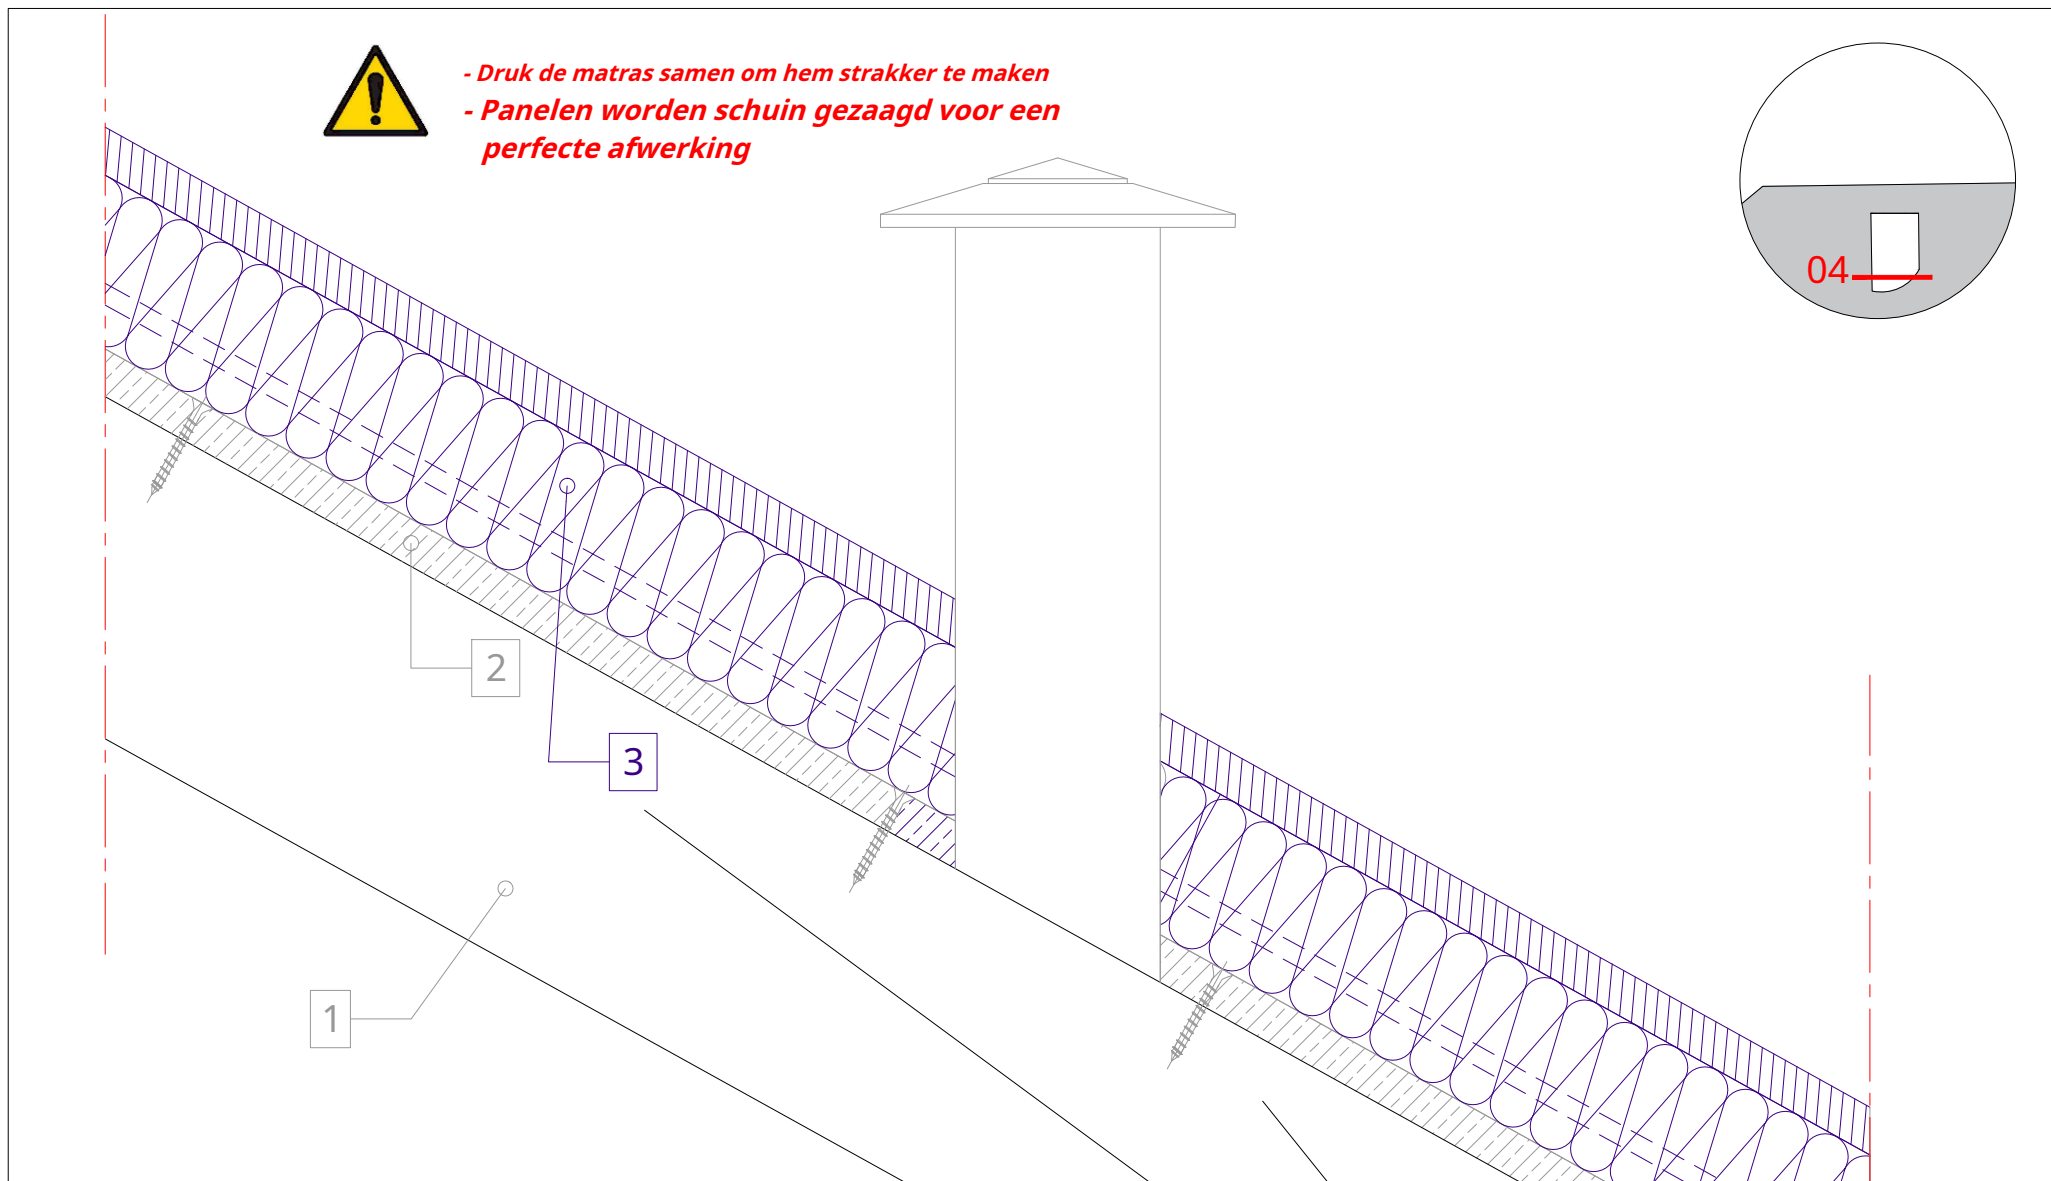 - Druk de matras samen om hem strakker te maken
- Panelen worden schuin gezaagd voor een
perfecte afwerking
04
2
3
1